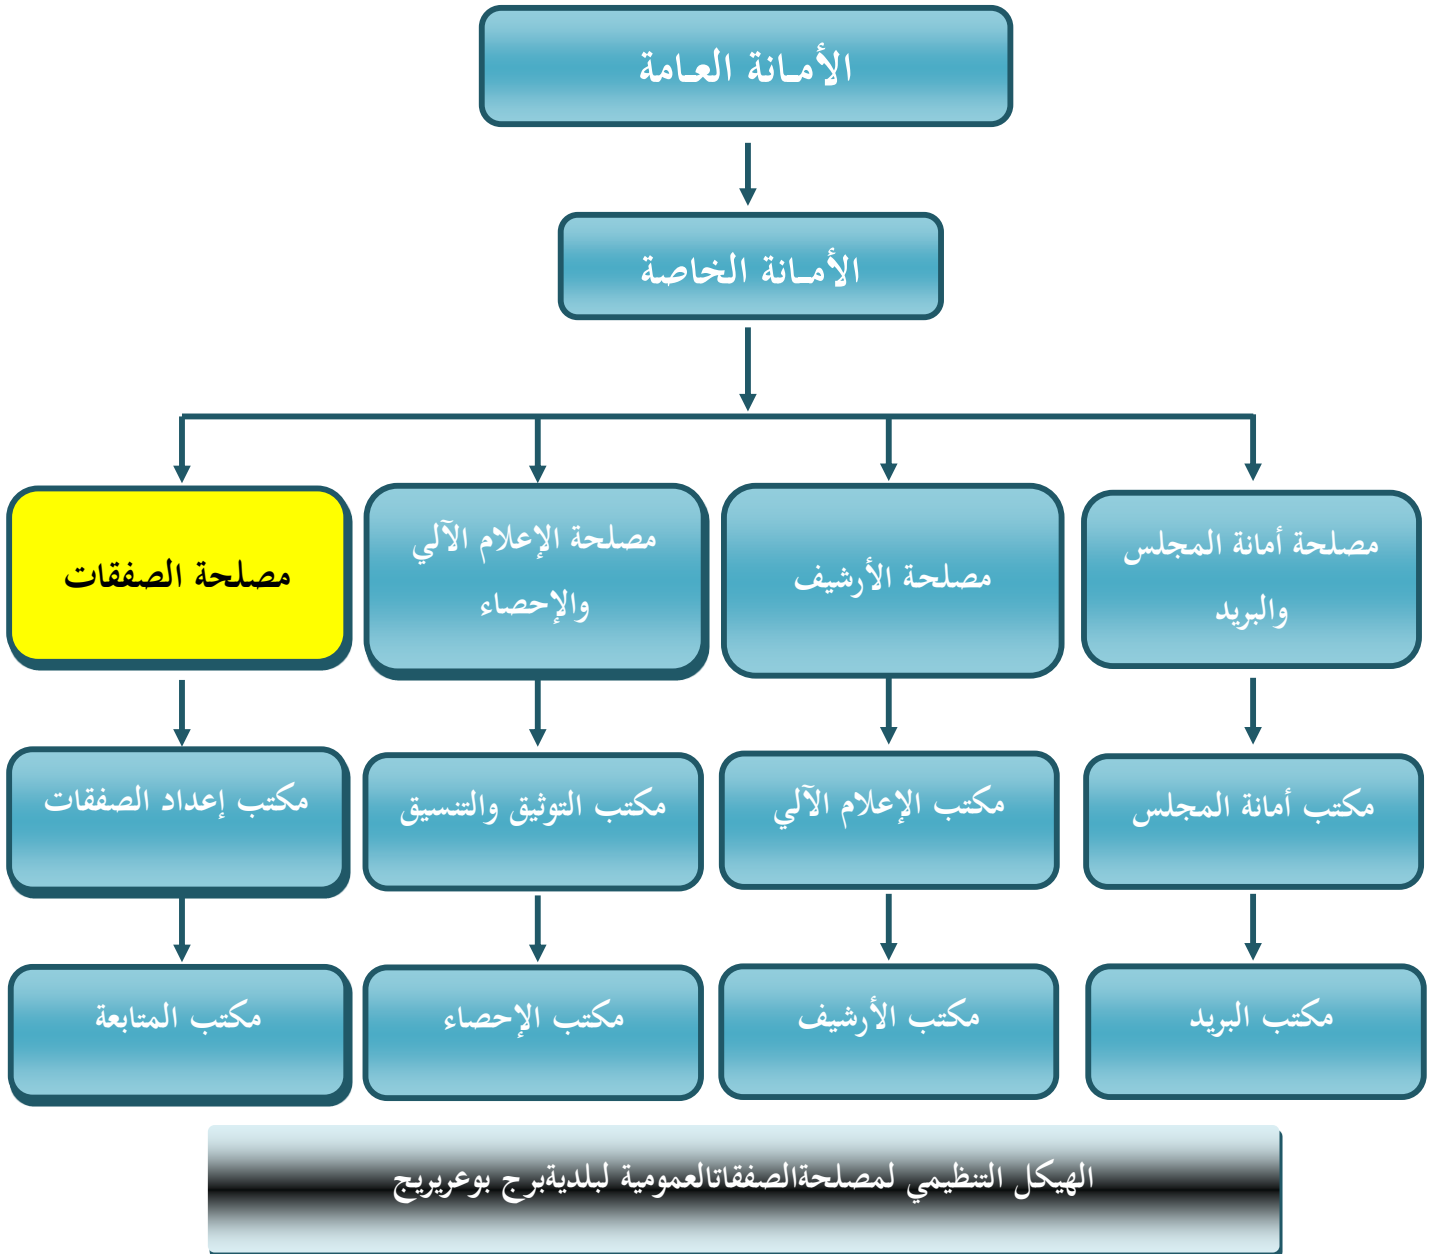 الأمـانة العـامة
الأمـانة الخاصة
مصلحة أمانة المجلس
والبريد
مصلحة الأرشيف
مصلحة الإعلام الآلي
والإحصاء
مصلحة الصفقات
مكتب أمانة المجلس
مكتب الإعلام الآلي
مكتب التوثيق والتنسيق
مكتب إعداد الصفقات
مكتب البريد
مكتب الأرشيف
مكتب الإحصاء
مكتب المتابعة
الهيكل التنظيمي لمصلحةالصفقاتالعمومية لبلديةبرج بوعريريج